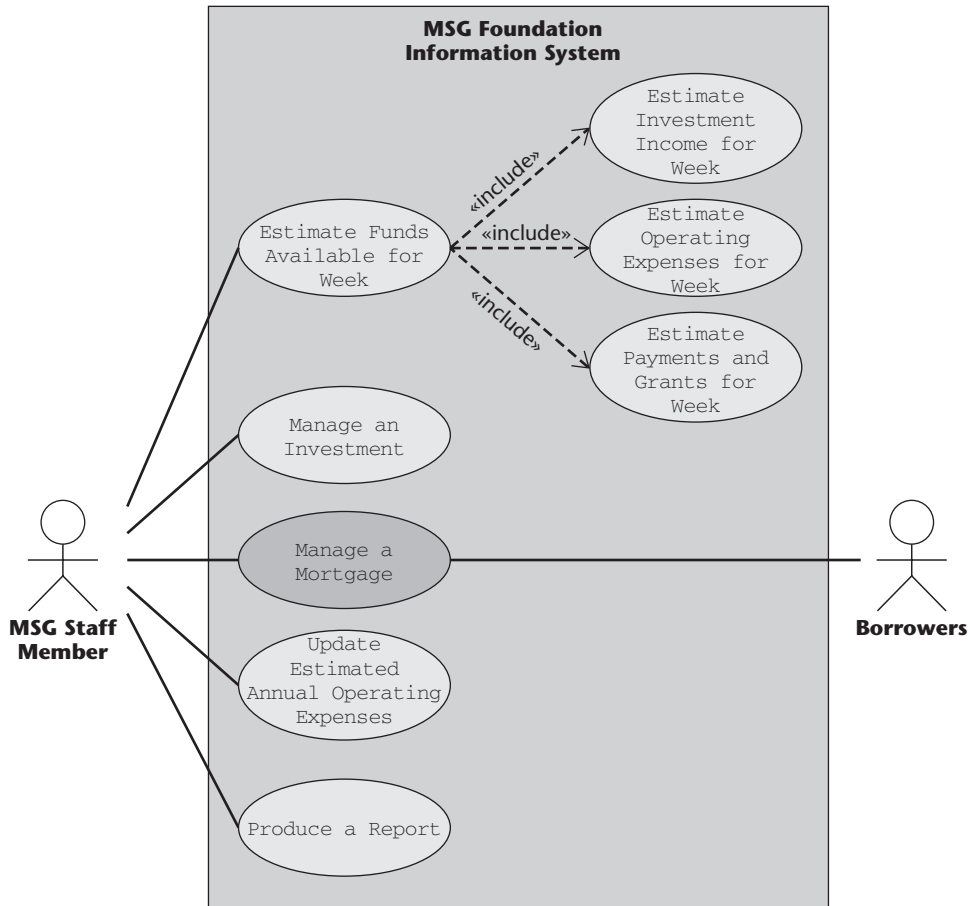 MSG Foundation
Information System
Estimate
Investment
Income for
Week
«include»
Estimate Funds
Available for
Week
«include»
Estimate
Operating
Expenses for
Week
«include»
Estimate
Payments and
Grants for
Week
Manage an
Investment
Manage a
Mortgage
MSG Staff
Member
Borrowers
Update
Estimated
Annual Operating
Expenses
Produce a Report